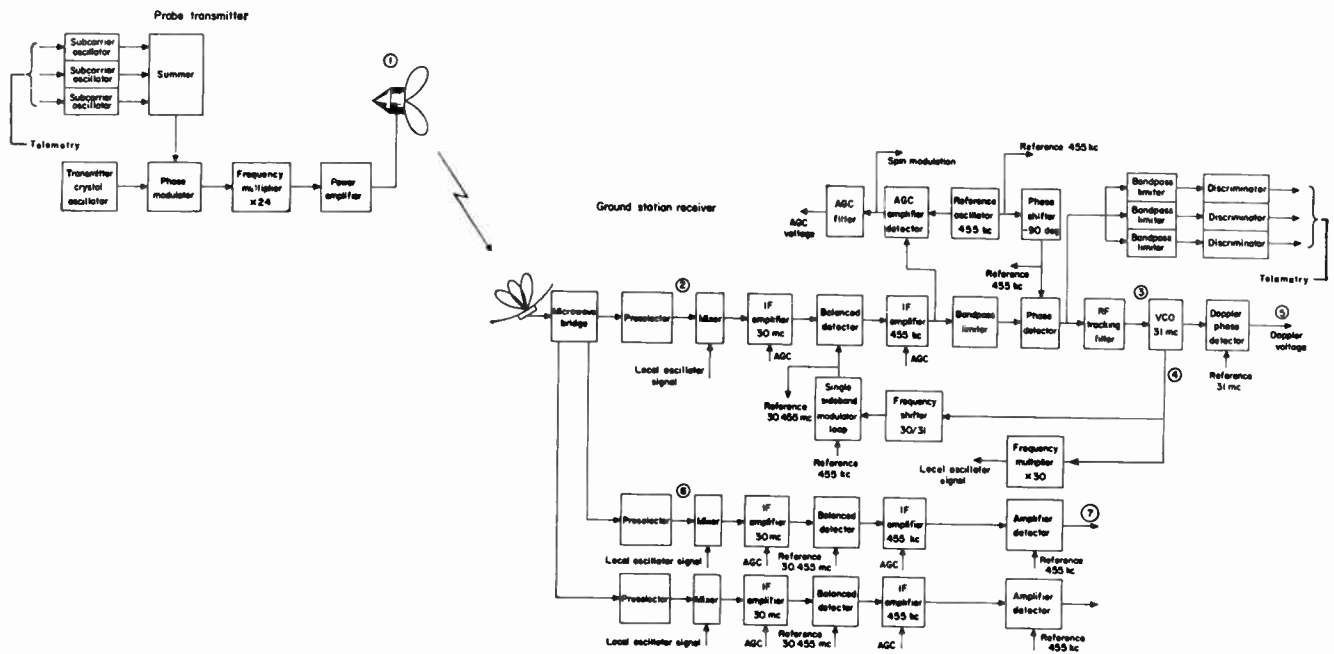 Probe transmitter
Subcarrier
oscillator
Subcarrier
oscillator
Subcarrier
oscillator
Summer
①
Telemetry
Transmitter
crystal
oscillator
Phase
modulator
Frequency
multiplier
×24
Power
amplifier
Ground station receiver
Spin modulation
Reference 455 kc
AGC
voltage
AGC
filter
AGC
amplifier
detector
Reference
oscillator
455 kc
Phase
shifter
-90 deg
Bandpass
limiter
Discriminator
Bandpass
limiter
Discriminator
Bandpass
limiter
Discriminator
Telemetry
Reference
455 kc
Microwave
bridge
Preselector
②
Mixer
IF
amplifier
30 mc
Balanced
detector
IF
amplifier
455 kc
Bandpass
limiter
Phase
detector
RF
tracking
filter
③
VCO
31 mc
Doppler
phase
detector
⑤
Doppler
voltage
Local oscillator
signal
AGC
AGC
④
Reference
31 mc
Reference
30 455 mc
Single
sideband
modulator
loop
Frequency
shifter
30/31
Reference
455 kc
Local oscillator
signal
Frequency
multiplier
×30
Preselector
⑥
Mixer
IF
amplifier
30 mc
Balanced
detector
IF
amplifier
455 kc
Amplifier
detector
⑦
Local oscillator signal
AGC
Reference
30 455 mc
AGC
Reference
455 kc
Preselector
Mixer
IF
amplifier
30 mc
Balanced
detector
IF
amplifier
455 kc
Amplifier
detector
Local oscillator signal
AGC
Reference
30 455 mc
AGC
Reference
455 kc